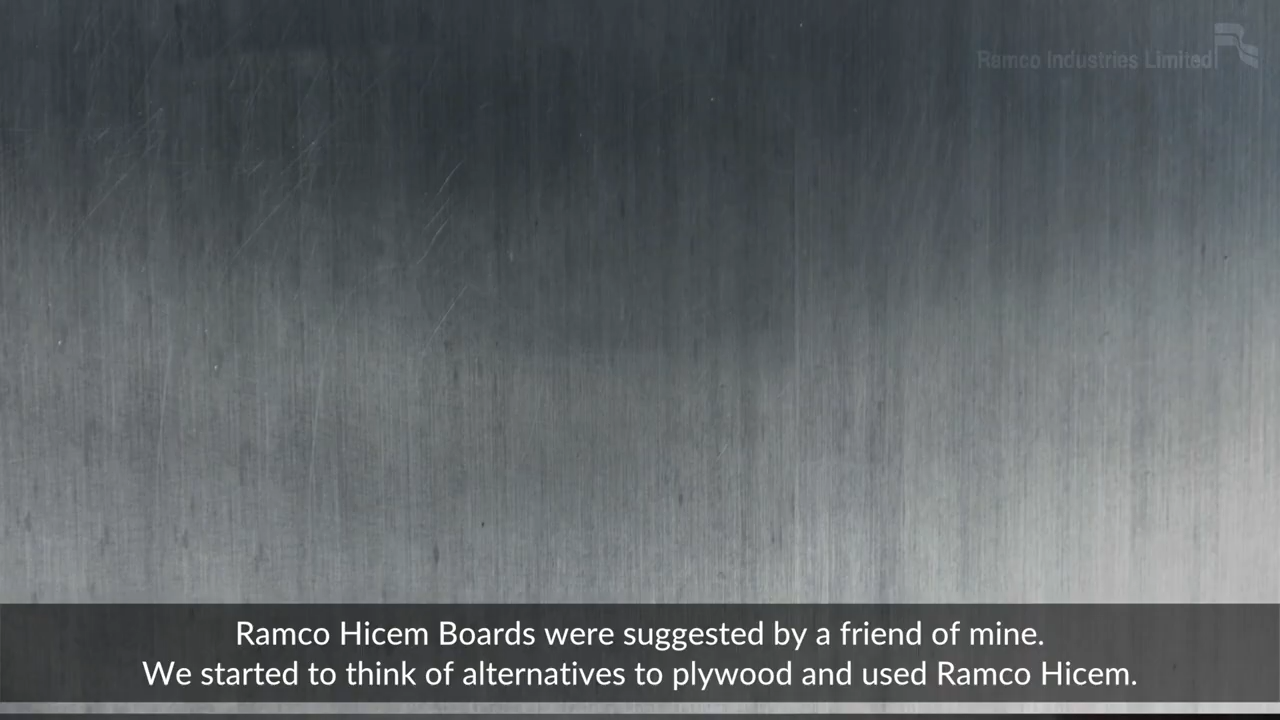 Ramco Industries Limited
Ramco Hicem Boards were suggested by a friend of mine.
We started to think of alternatives to plywood and used Ramco Hicem.